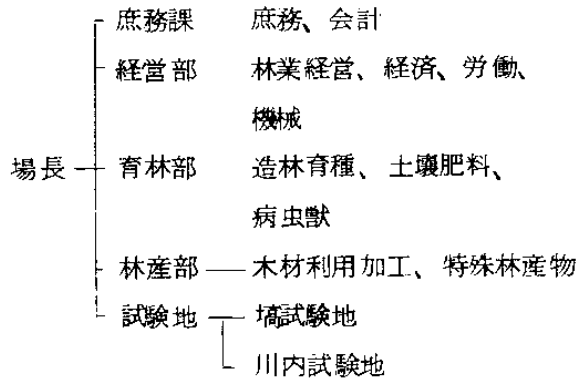 庶務課 庶務、会計
経営部 林業経営、経済、労働、
機械
場長 育林部 造林育種、土壌肥料、
病虫獣
林産部 木材利用加工、特殊林産物
試験地 塙試験地
川内試験地